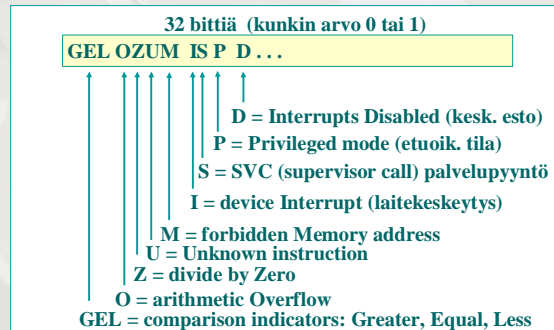 32 bittiä (kunkin arvo 0 tai 1)
GEL OZUM IS P D . . .
D = Interrupts Disabled (kesk. esto)
P = Privileged mode (etuoik. tila)
S = SVC (supervisor call) palvelupyyntö
I = device Interrupt (laitekeskeytys)
M = forbidden Memory address
U = Unknown instruction
Z = divide by Zero
O = arithmetic Overflow
GEL = comparison indicators: Greater, Equal, Less